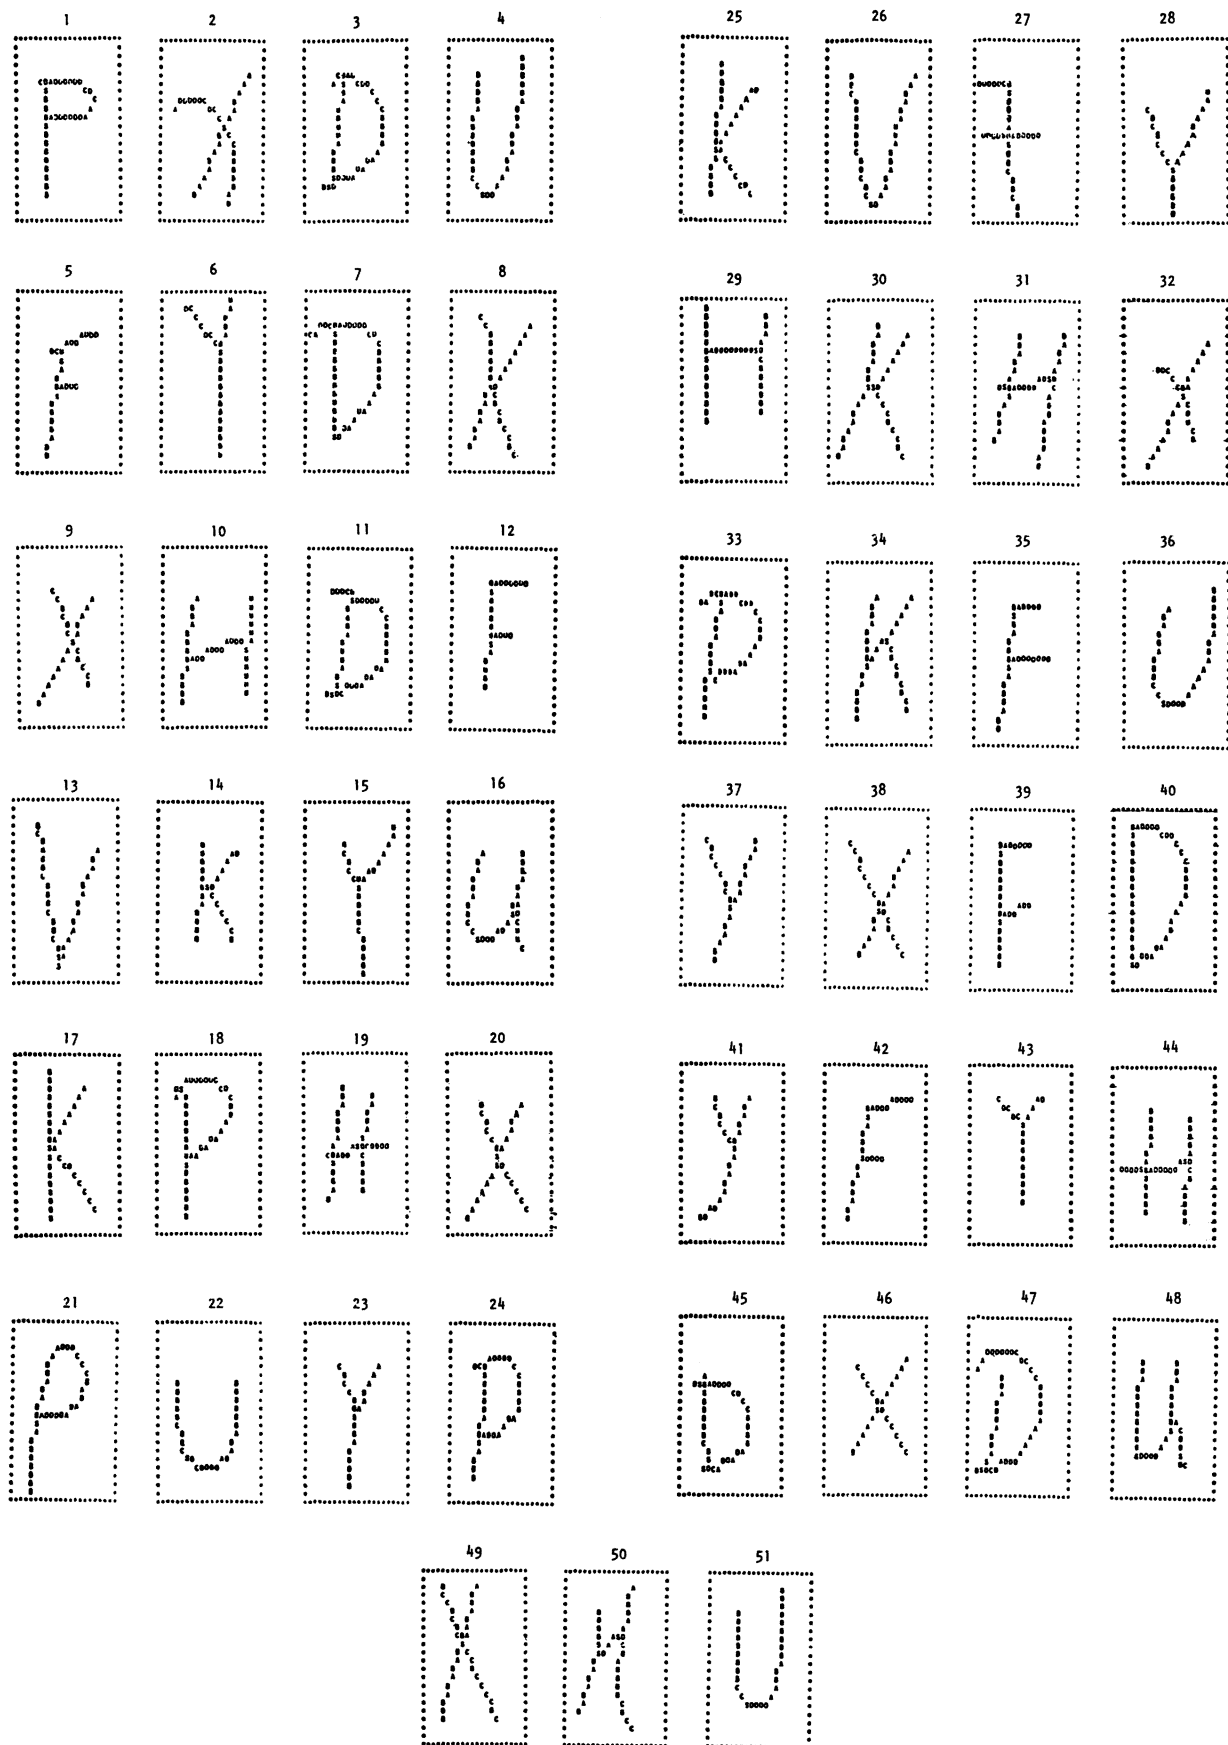 1 2 3 4 25 26 27 28
P X D U K V F Y
5 6 7 8 29 30 31 32
F Y D X H K H X
9 10 11 12 33 34 35 36
X H D F P K F U
13 14 15 16 37 38 39 40
V K Y U Y X F D
17 18 19 20 41 42 43 44
K P H X Y F Y H
21 22 23 24 45 46 47 48
P U Y P D X D U
49 50 51
X K U